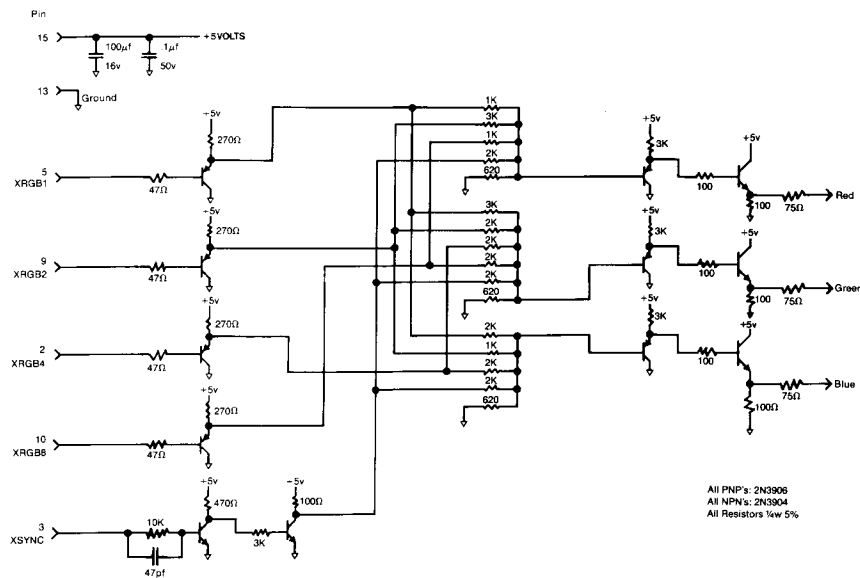 Pin
15
100µf
16v
.1µf
50v
+5VOLTS
13
Ground
+5v
270Ω
5
XRGB1
47Ω
+5v
270Ω
9
XRGB2
47Ω
+5v
270Ω
2
XRGB4
47Ω
+5v
270Ω
10
XRGB8
47Ω
+5v
470Ω
+5v
100Ω
3
XSYNC
10K
47pf
3K
1K
3K
1K
2K
620
3K
2K
2K
2K
2K
620
2K
1K
2K
2K
620
+5v
3K
+5v
100
100
75Ω
Red
+5v
3K
+5v
100
100
75Ω
Green
+5v
3K
+5v
100
100Ω
75Ω
Blue
All PNP's: 2N3906
All NPN's: 2N3904
All Resistors ¼w 5%